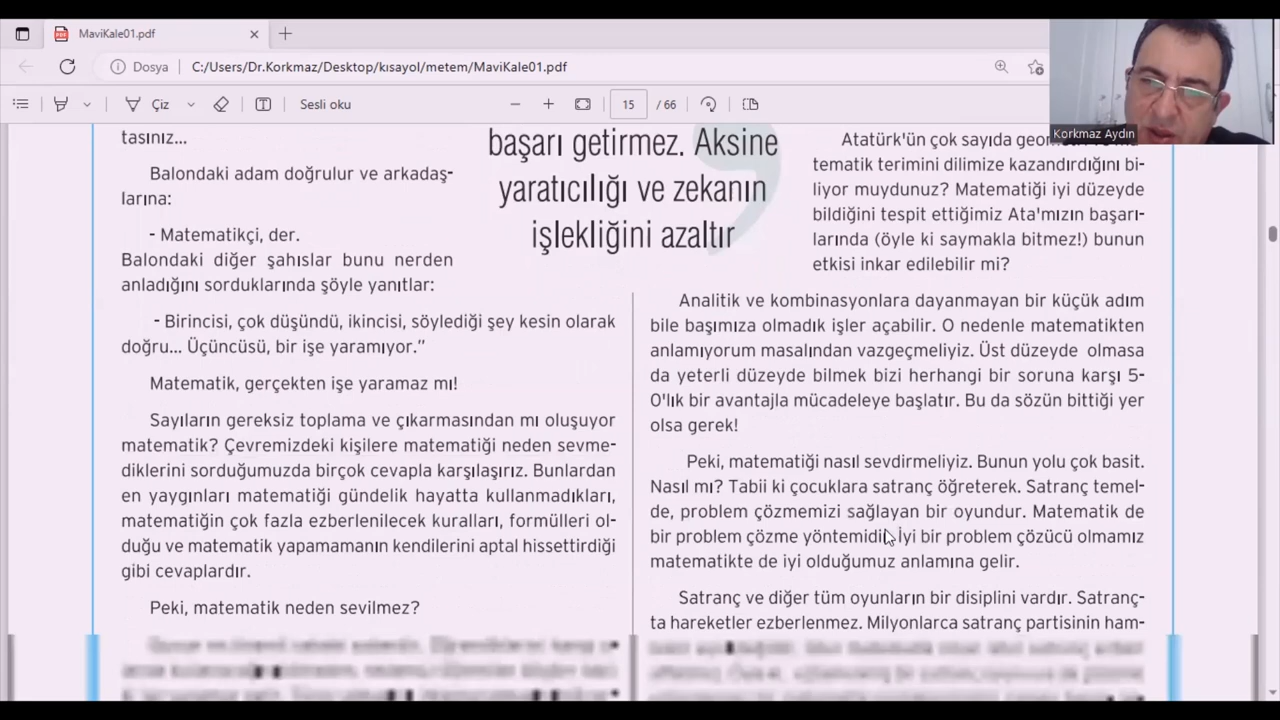 MaviKale01.pdf
Dosya
C:/Users/Dr.Korkmaz/Desktop/kısayol/metem/MaviKale01.pdf
Çiz
Sesli oku
15
/ 66
Korkmaz Aydın
tasınız...
Balondaki adam doğrulur ve arkadaş-
larına:
- Matematikçi, der.
Balondaki diğer şahıslar bunu nerden
anladığını sorduklarında şöyle yanıtlar:
- Birincisi, çok düşündü, ikincisi, söylediği şey kesin olarak
doğru... Üçüncüsü, bir işe yaramıyor.”
Matematik, gerçekten işe yaramaz mı!
Sayıların gereksiz toplama ve çıkarmasından mı oluşuyor
matematik? Çevremizdeki kişilere matematiği neden sevme-
diklerini sorduğumuzda birçok cevapla karşılaşırız. Bunlardan
en yaygınları matematiği gündelik hayatta kullanmadıkları,
matematiğin çok fazla ezberlenilecek kuralları, formülleri ol-
duğu ve matematik yapamamanın kendilerini aptal hissettirdiği
gibi cevaplardır.
Peki, matematik neden sevilmez?
başarı getirmez. Aksine
yaratıcılığı ve zekanın
işlekliğini azaltır
Atatürk'ün çok sayıda
tematik terimini dilimize kazandırdığını bi-
liyor muydunuz? Matematiği iyi düzeyde
bildiğini tespit ettiğimiz Ata'mızın başarı-
larında (öyle ki saymakla bitmez!) bunun
etkisi inkar edilebilir mi?
Analitik ve kombinasyonlara dayanmayan bir küçük adım
bile başımıza olmadık işler açabilir. O nedenle matematikten
anlamıyorum masalından vazgeçmeliyiz. Üst düzeyde olmasa
da yeterli düzeyde bilmek bizi herhangi bir soruna karşı 5-
0'lık bir avantajla mücadeleye başlatır. Bu da sözün bittiği yer
olsa gerek!
Peki, matematiği nasıl sevdirmeliyiz. Bunun yolu çok basit.
Nasıl mı? Tabii ki çocuklara satranç öğreterek. Satranç temel-
de, problem çözmemizi sağlayan bir oyundur. Matematik de
bir problem çözme yöntemidir. İyi bir problem çözücü olmamız
matematikte de iyi olduğumuz anlamına gelir.
Satranç ve diğer tüm oyunların bir disiplini vardır. Satranç-
ta hareketler ezberlenmez. Milyonlarca satranç partisinin ham-